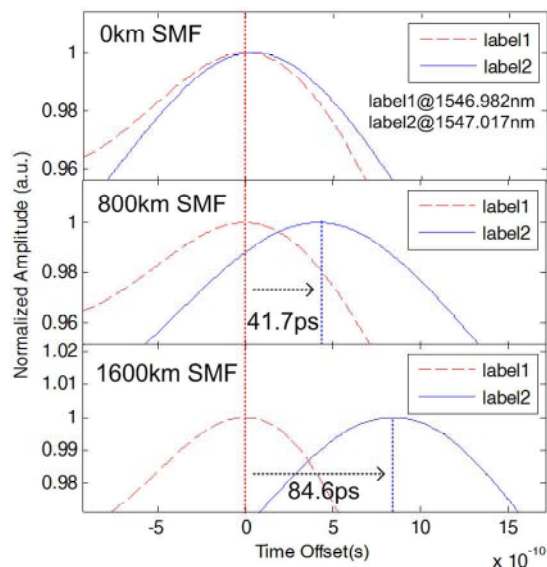 0km SMF
label1
label2
label1@1546.982nm
label2@1547.017nm
1
0.98
0.96
Normalized Amplitude (a.u.)
800km SMF
label1
label2
1
0.98
0.96
41.7ps
1600km SMF
label1
label2
1.02
1.01
1
0.99
0.98
84.6ps
-5
0
5
10
15
Time Offset(s)
x 10
-10